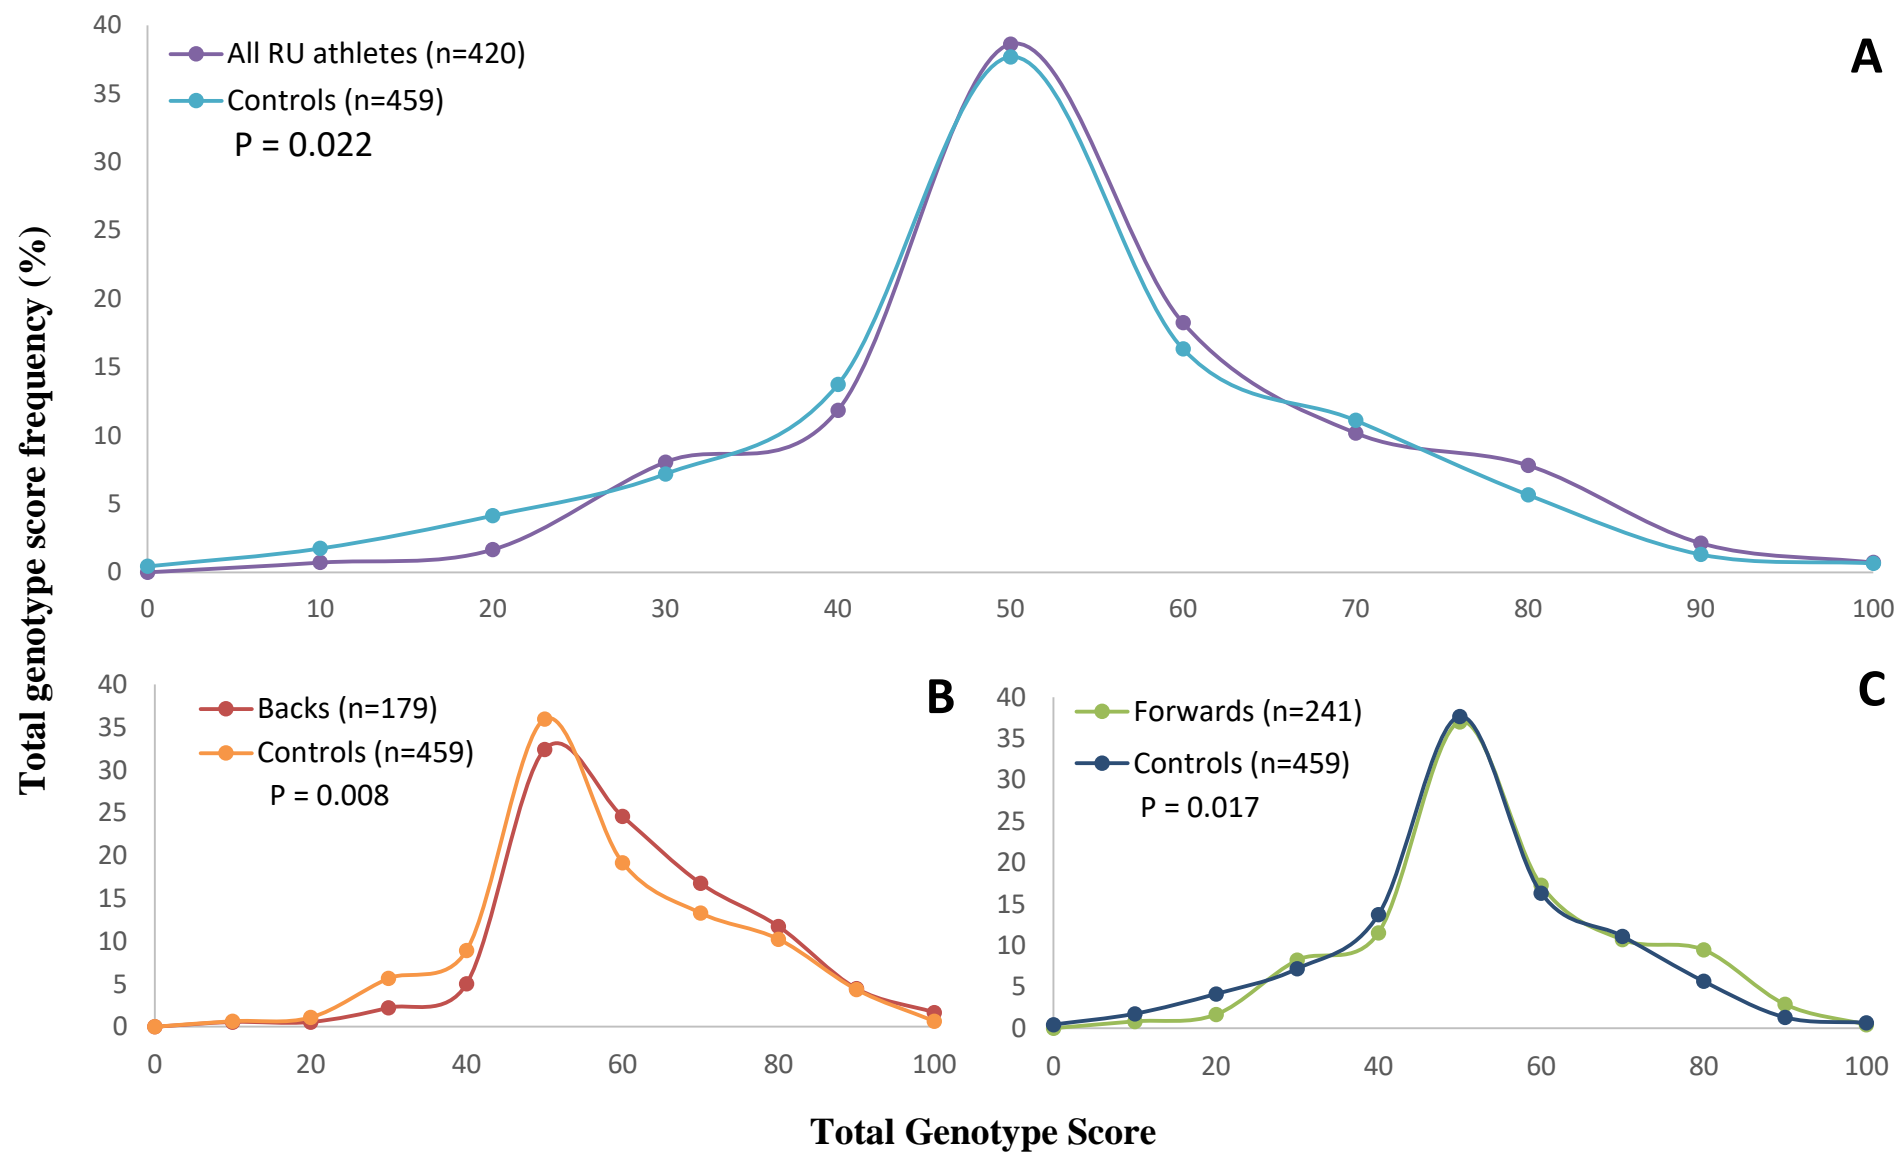 Total genotype score frequency (%)
A
All RU athletes (n=420)
Controls (n=459)
P = 0.022
40
35
30
25
20
15
10
5
0
0 10 20 30 40 50 60 70 80 90 100
B
Backs (n=179)
Controls (n=459)
P = 0.008
40
35
30
25
20
15
10
5
0
0 20 40 60 80 100
C
Forwards (n=241)
Controls (n=459)
P = 0.017
40
35
30
25
20
15
10
5
0
0 20 40 60 80 100
Total Genotype Score